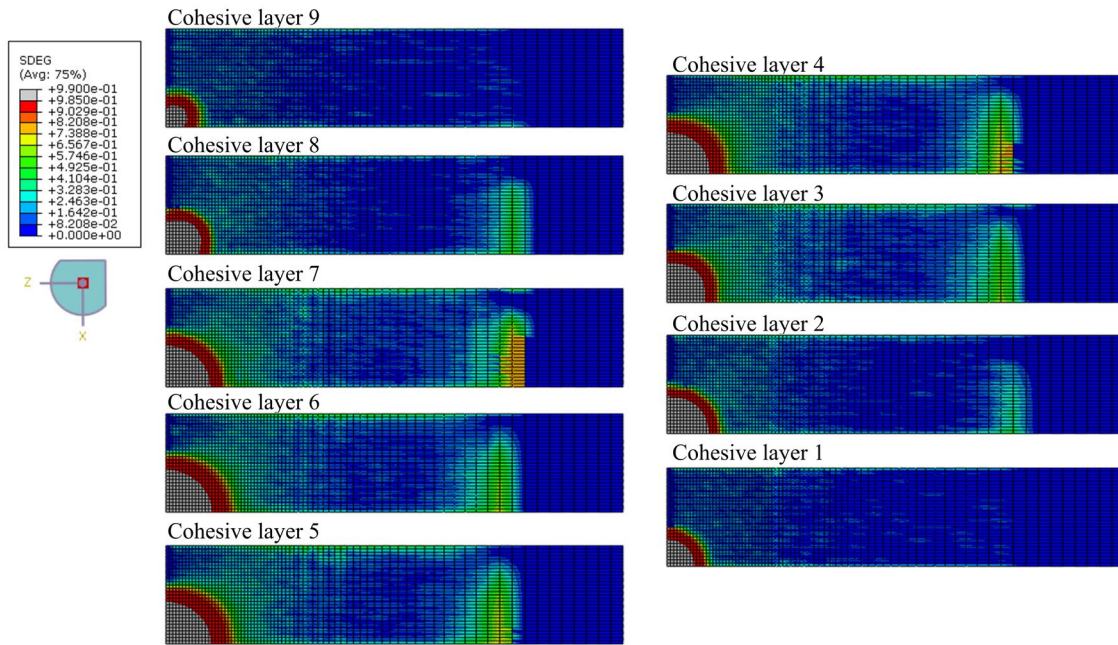 Cohesive layer 9
SDEG
(Avg: 75%)
+9.900e-01
+9.850e-01
+9.029e-01
+8.208e-01
+7.388e-01
+6.567e-01
+5.746e-01
+4.925e-01
+4.104e-01
+3.283e-01
+2.463e-01
+1.642e-01
+8.208e-02
+0.000e+00
Z
X
Cohesive layer 8
Cohesive layer 7
Cohesive layer 6
Cohesive layer 5
Cohesive layer 4
Cohesive layer 3
Cohesive layer 2
Cohesive layer 1